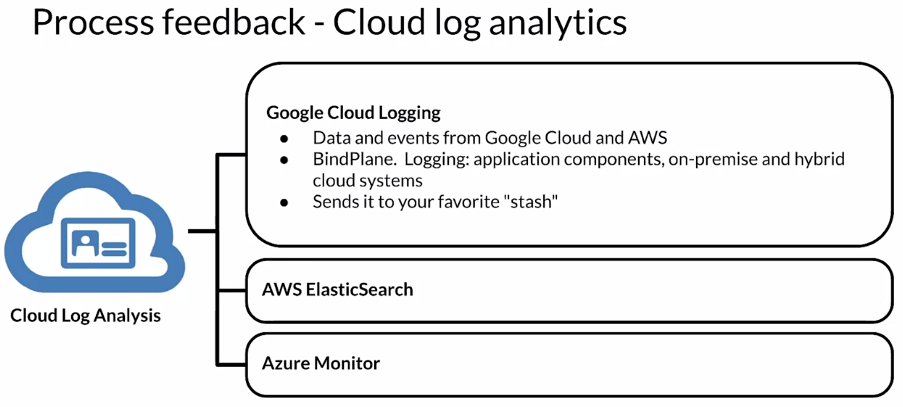 Process feedback - Cloud log analytics
Google Cloud Logging
● Data and events from Google Cloud and AWS
● BindPlane. Logging: application components, on-premise and hybrid
cloud systems
● Sends it to your favorite "stash"
Cloud Log Analysis
AWS ElasticSearch
Azure Monitor